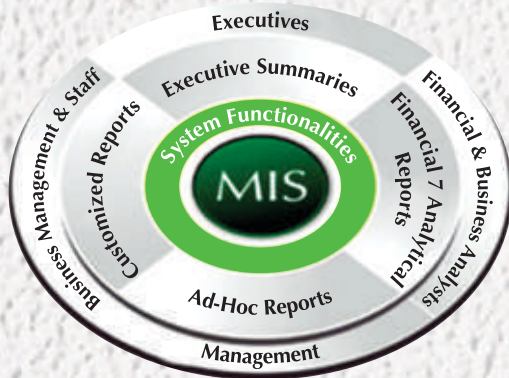 Executives
Executive Summaries
Business Management & Staff
Customized Reports
System Functionalities
MIS
Financial 7 Analytical
Reports
Financial & Business Analysts
Ad-Hoc Reports
Management